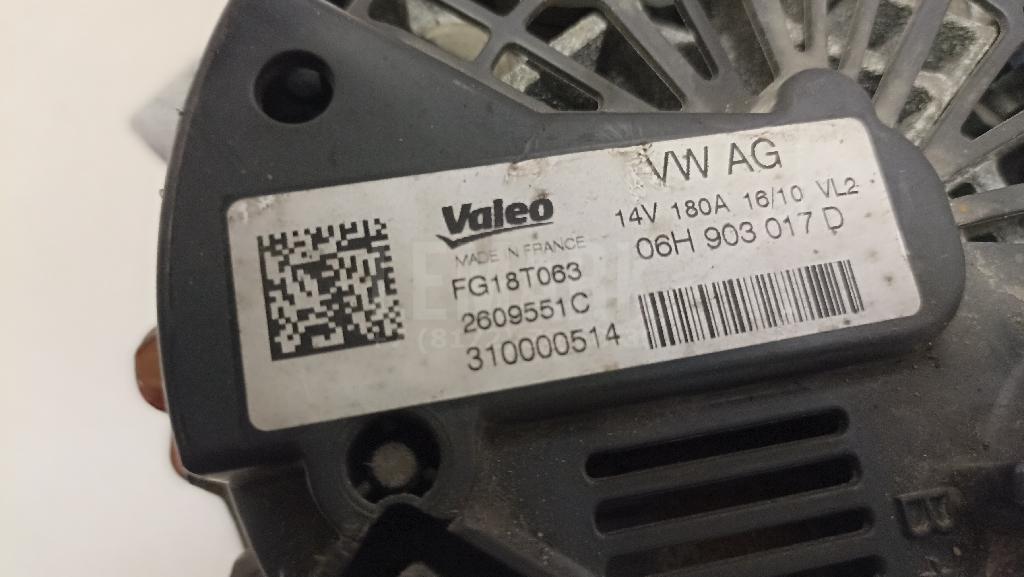 VW AG
Valeo
14V 180A 16/10 VL2
MADE IN FRANCE
06H 903 017 D
FG18T063
2609551C
310000514